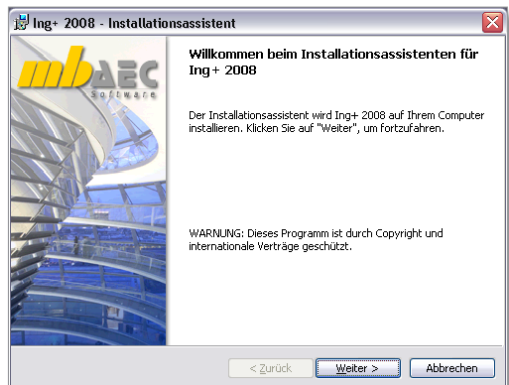 Ing+ 2008 - Installationsassistent
mb AEC
Software
Willkommen beim Installationsassistenten für
Ing+ 2008
Der Installationsassistent wird Ing+ 2008 auf Ihrem Computer
installieren. Klicken Sie auf "Weiter", um fortzufahren.
WARNUNG: Dieses Programm ist durch Copyright und
internationale Verträge geschützt.
< Zurück Weiter > Abbrechen